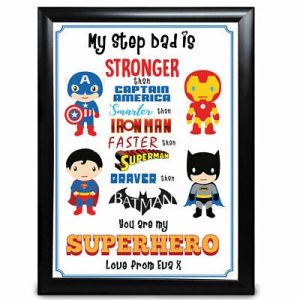 My Step Dad is
STRONGER
than
CAPTAIN
AMERICA
Smarter than
IRON MAN
FASTER than
SUPERMAN
BRAVER than
BATMAN
You are my
SUPERHERO
Love from Eva X